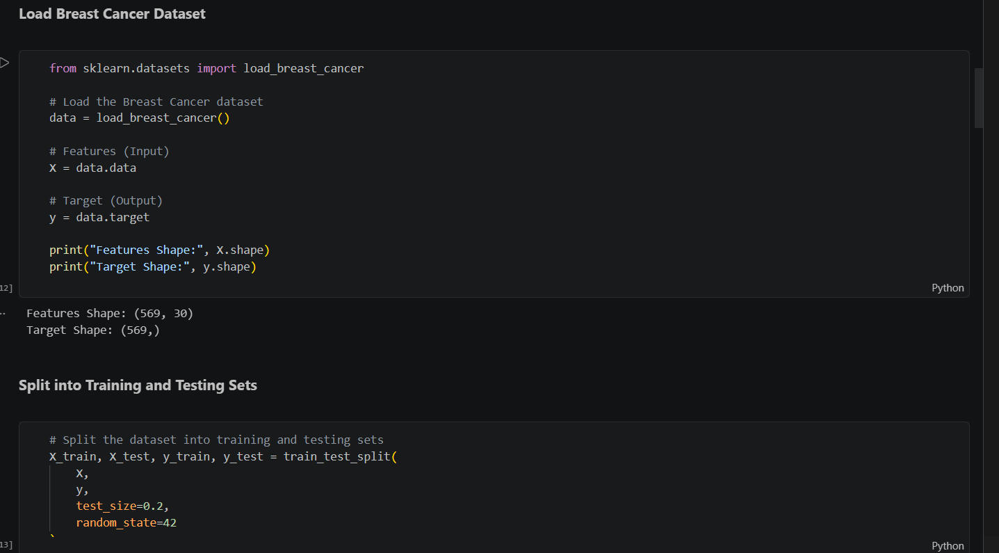 Load Breast Cancer Dataset
from sklearn.datasets import load_breast_cancer
# Load the Breast Cancer dataset
data = load_breast_cancer()
# Features (Input)
X = data.data
# Target (Output)
y = data.target
print("Features Shape:", X.shape)
print("Target Shape:", y.shape)
12]
Python
Features Shape: (569, 30)
Target Shape: (569,)
Split into Training and Testing Sets
# Split the dataset into training and testing sets
X_train, X_test, y_train, y_test = train_test_split(
X,
y,
test_size=0.2,
random_state=42
13]
Python